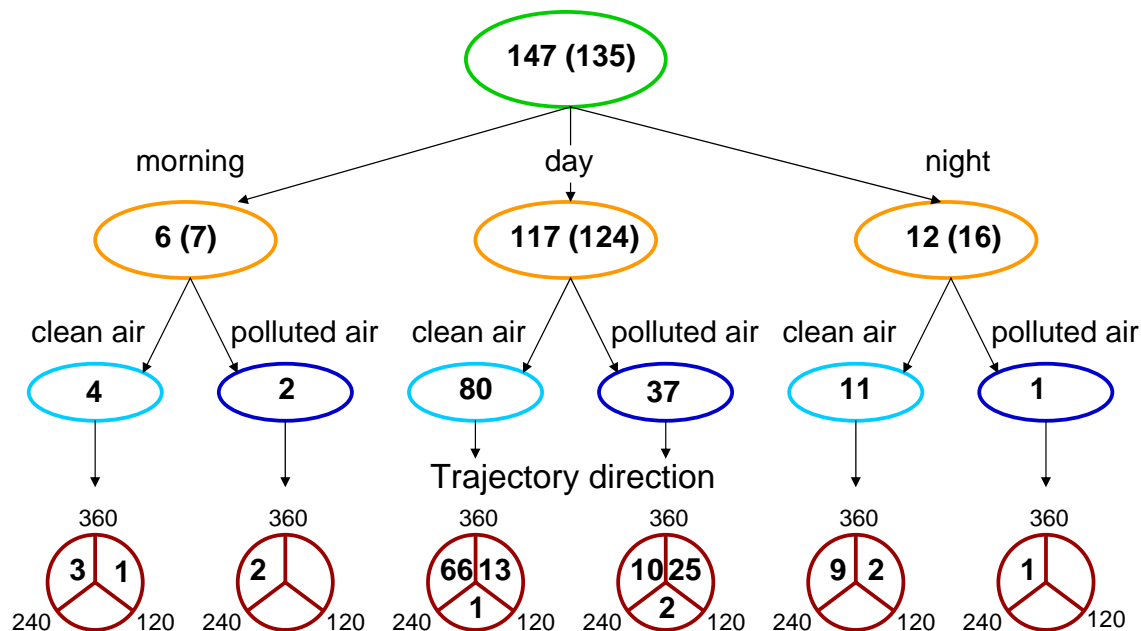 147 (135)
morning day night
6 (7) 117 (124) 12 (16)
clean air polluted air clean air polluted air clean air polluted air
4 2 80 37 11 1
Trajectory direction
360 360 360 360 360 360
3 1 2 66 13 10 25 9 2 1
1 2
240 120 240 120 240 120 240 120 240 120 240 120